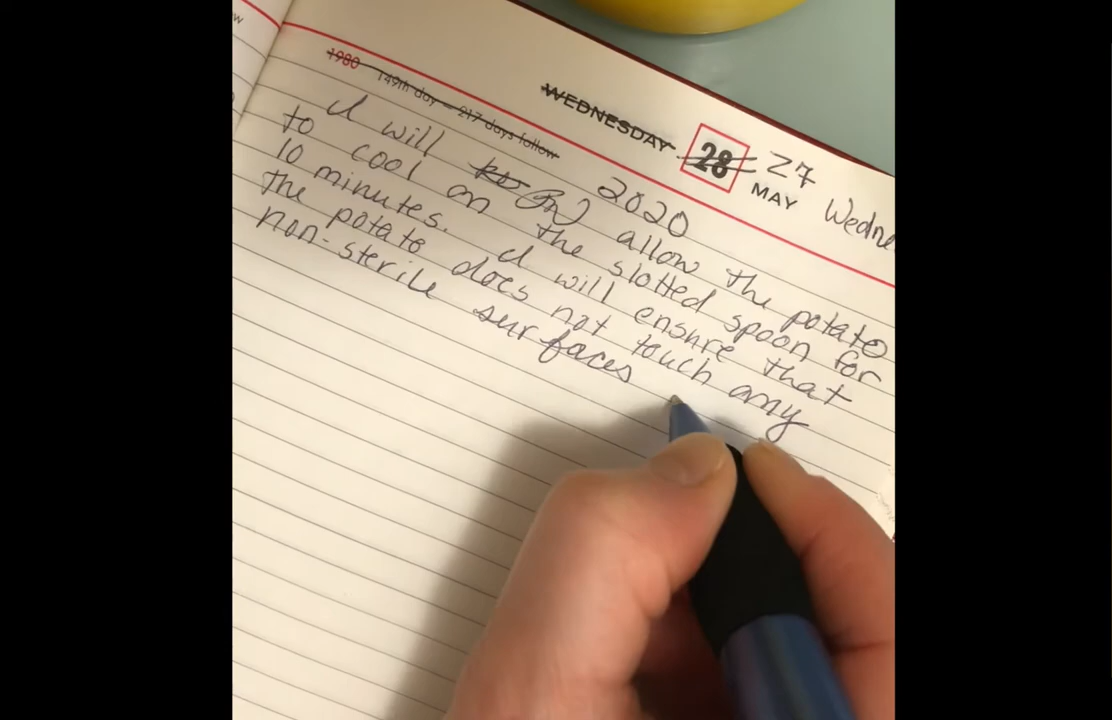 WEDNESDAY 28 27
1980 149th day – 217 days follow
MAY Wedne
2020
I will allow the potato
to cool on the slotted spoon for
10 minutes. I will ensure that
the potato does not touch any
non-sterile surfaces